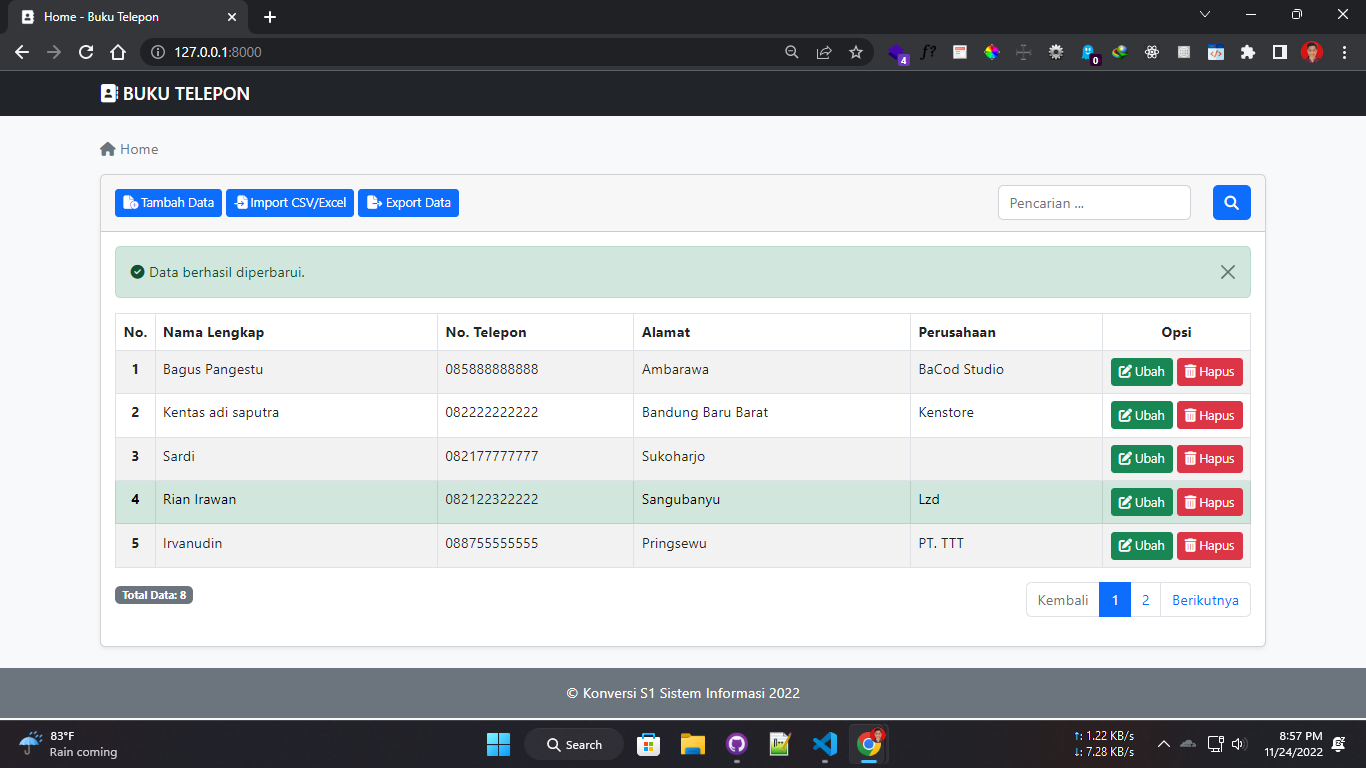 Home - Buku Telepon
127.0.0.1:8000
f?
4
0
BUKU TELEPON
Home
Tambah Data Import CSV/Excel Export Data Pencarian ...
Data berhasil diperbarui.
No. Nama Lengkap No. Telepon Alamat Perusahaan Opsi
1 Bagus Pangestu 085888888888 Ambarawa BaCod Studio Ubah Hapus
2 Kentas adi saputra 082222222222 Bandung Baru Barat Kenstore Ubah Hapus
3 Sardi 082177777777 Sukoharjo Ubah Hapus
4 Rian Irawan 082122322222 Sangubanyu Lzd Ubah Hapus
5 Irvanudin 088755555555 Pringsewu PT. TTT Ubah Hapus
Total Data: 8 Kembali 1 2 Berikutnya
© Konversi S1 Sistem Informasi 2022
83°F
Rain coming
Search
↑: 1.22 KB/s
↓: 7.28 KB/s
8:57 PM
11/24/2022